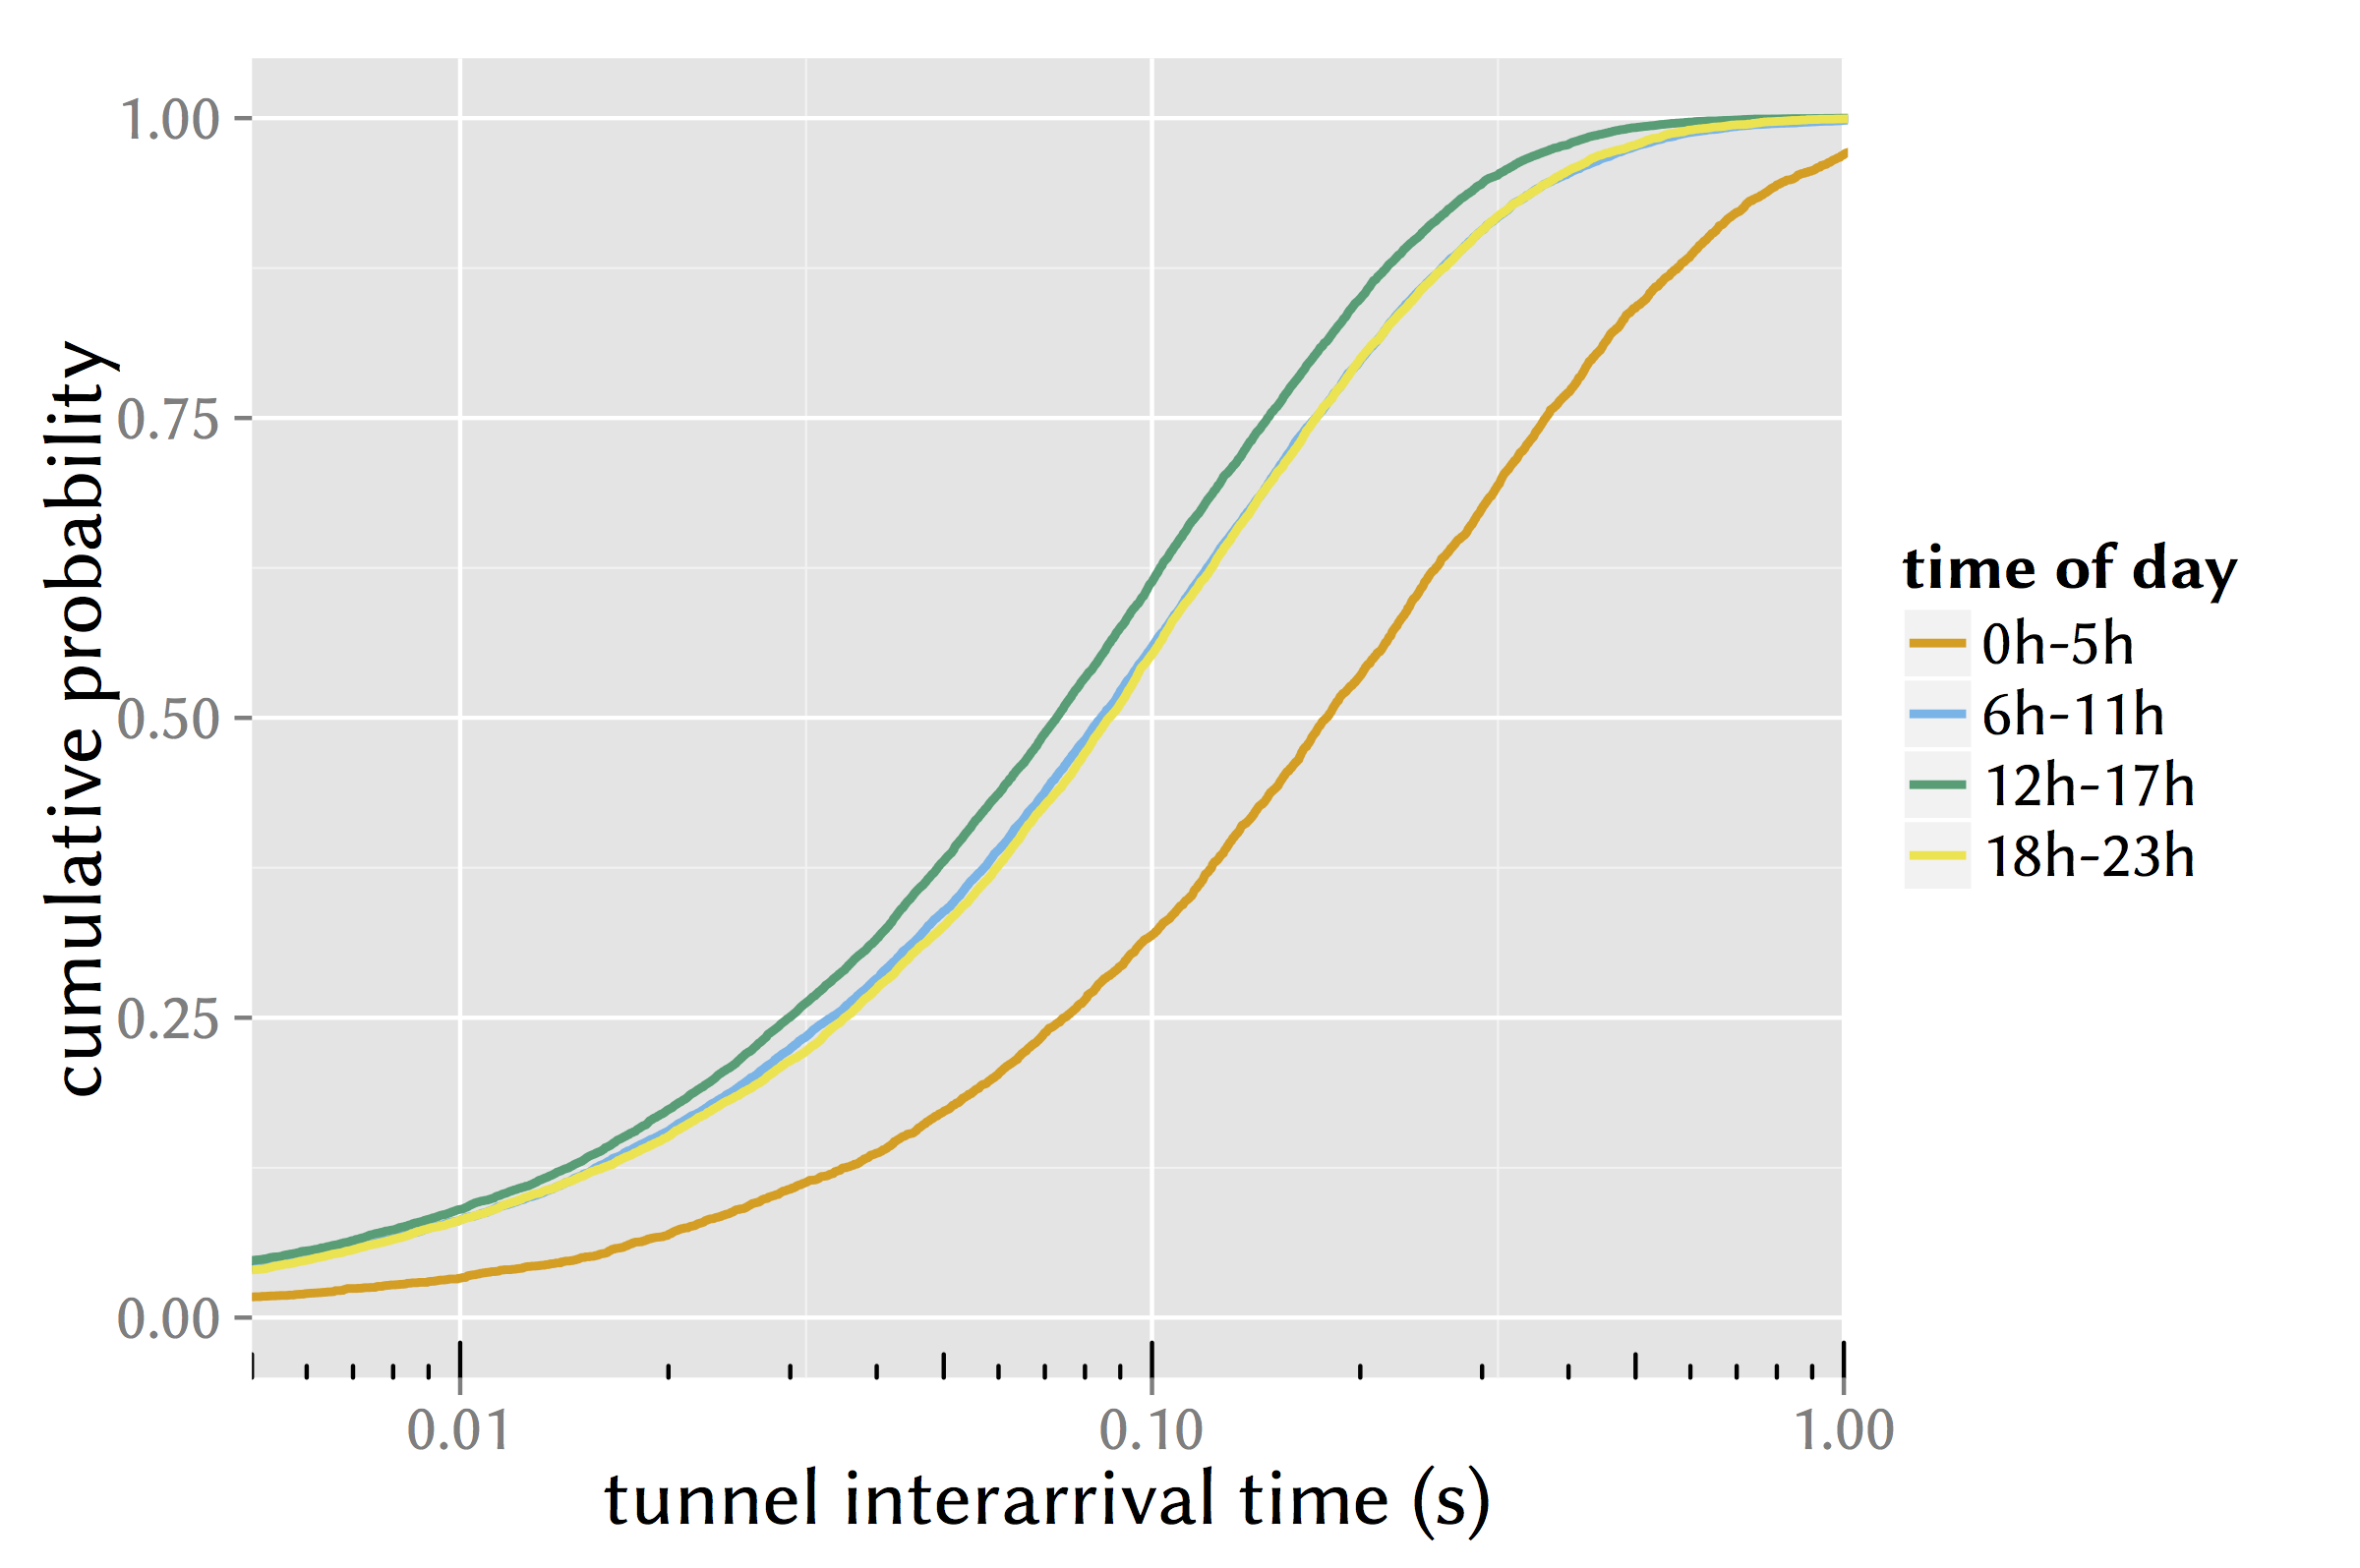 1.00
0.75
0.50
0.25
0.00
cumulative probability
0.01
0.10
1.00
tunnel interarrival time (s)
time of day
0h-5h
6h-11h
12h-17h
18h-23h